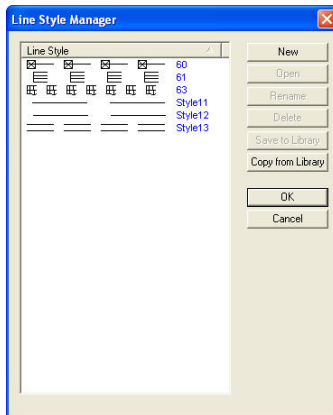 Line Style Manager
Line Style
60
61
63
Style11
Style12
Style13
New
Open
Rename
Delete
Save to Library
Copy from Library
OK
Cancel